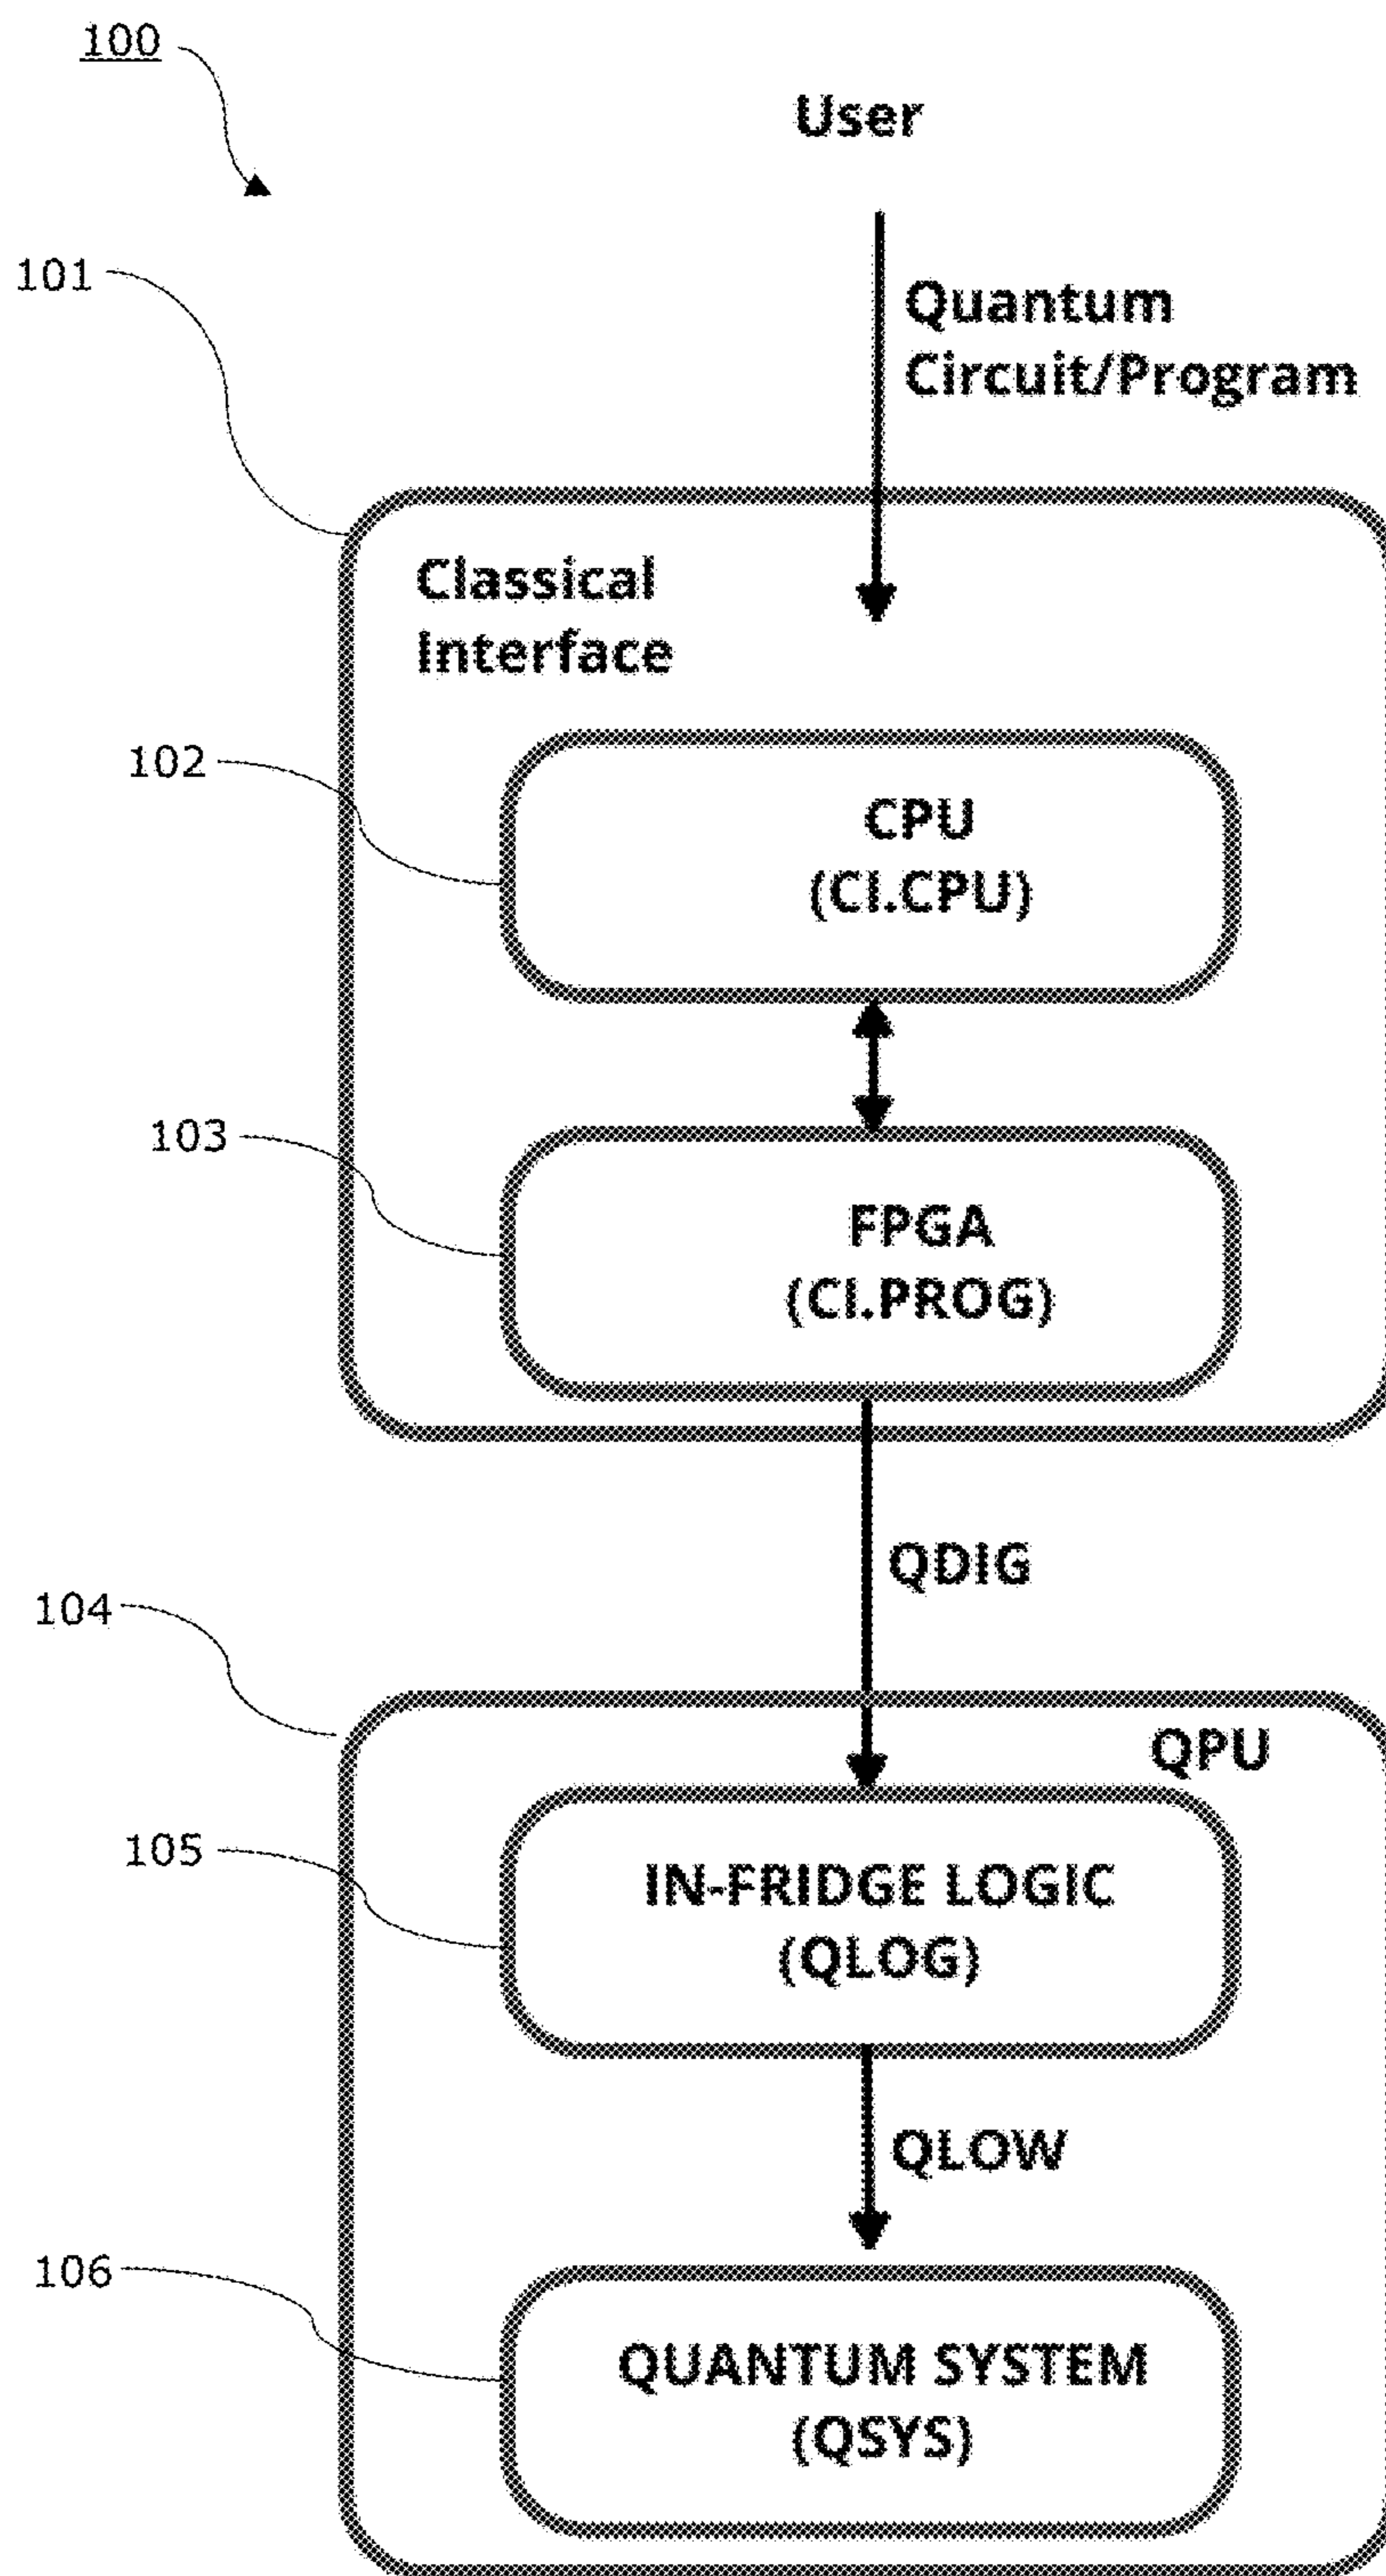 100
User
101
Quantum
Circuit/Program
Classical
Interface
102
CPU
(CI.CPU)
103
FPGA
(CI.PROG)
QDIG
104
QPU
105
IN-FRIDGE LOGIC
(QLOG)
QLOW
106
QUANTUM SYSTEM
(QSYS)